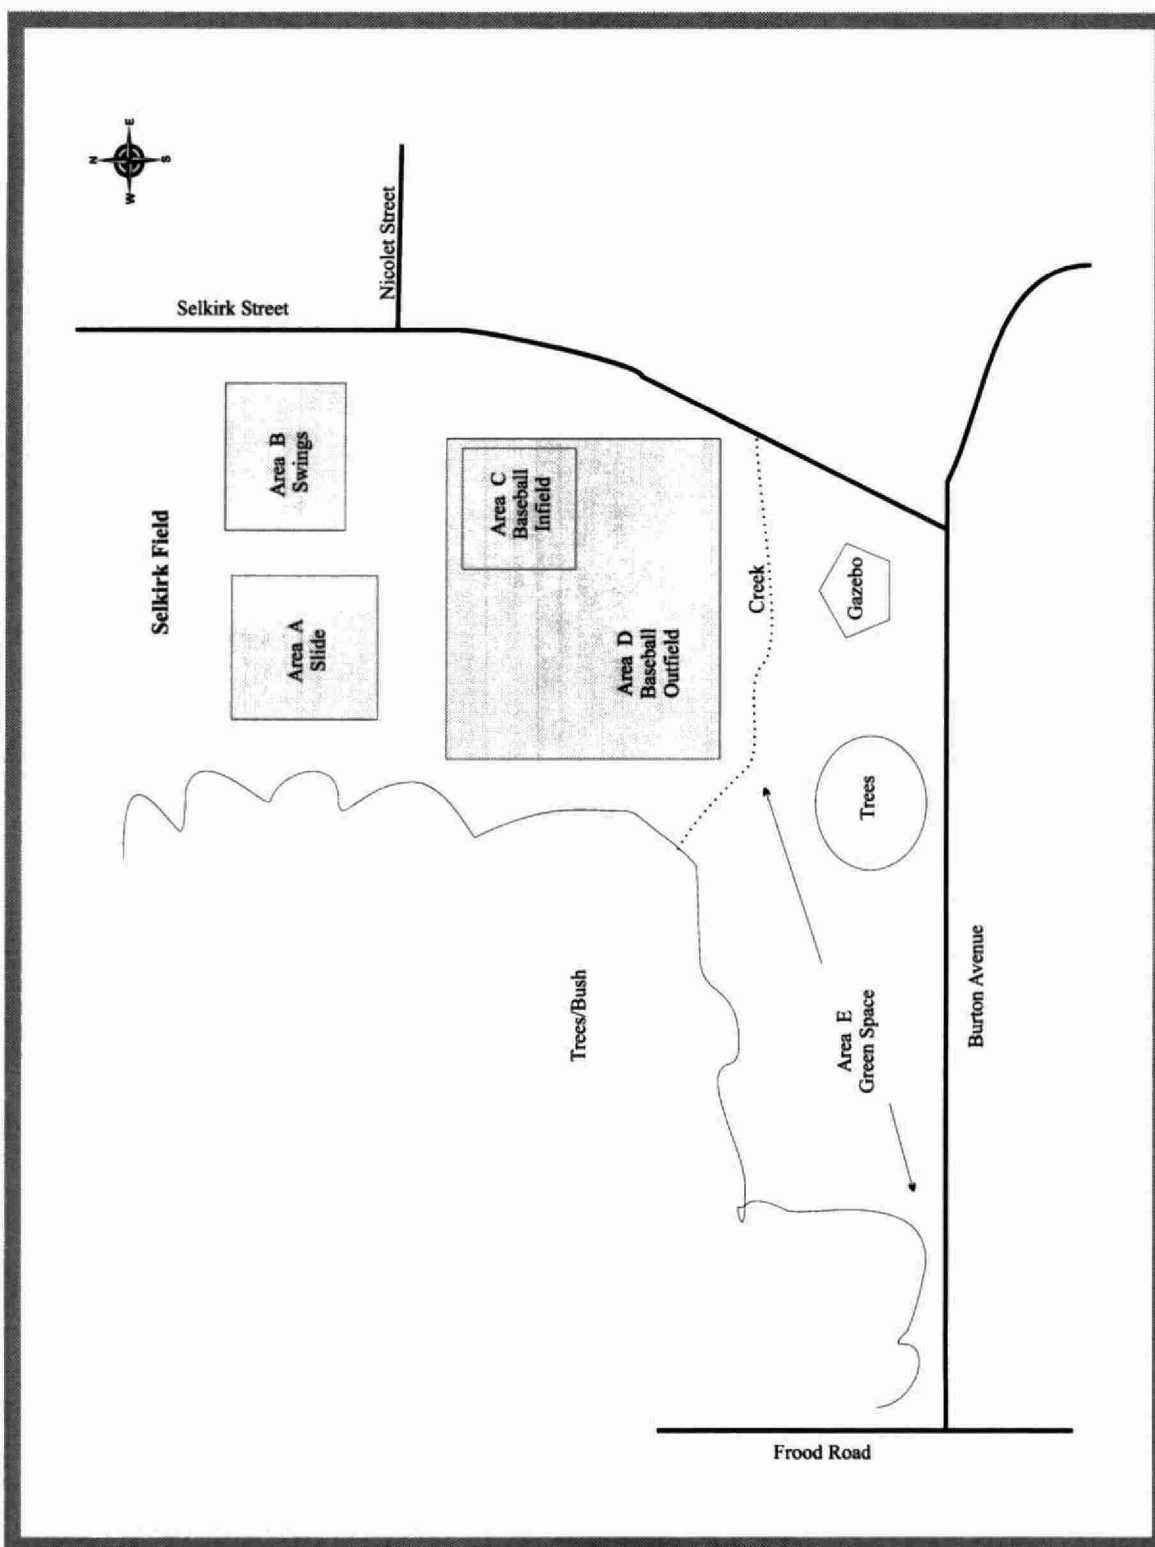 N
E
S
W
Selkirk Street
Nicolet Street
Selkirk Field
Area B
Swings
Area A
Slide
Area C
Baseball
Infield
Area D
Baseball
Outfield
Creek
Gazebo
Trees
Trees/Bush
Area E
Green Space
Burton Avenue
Frood Road